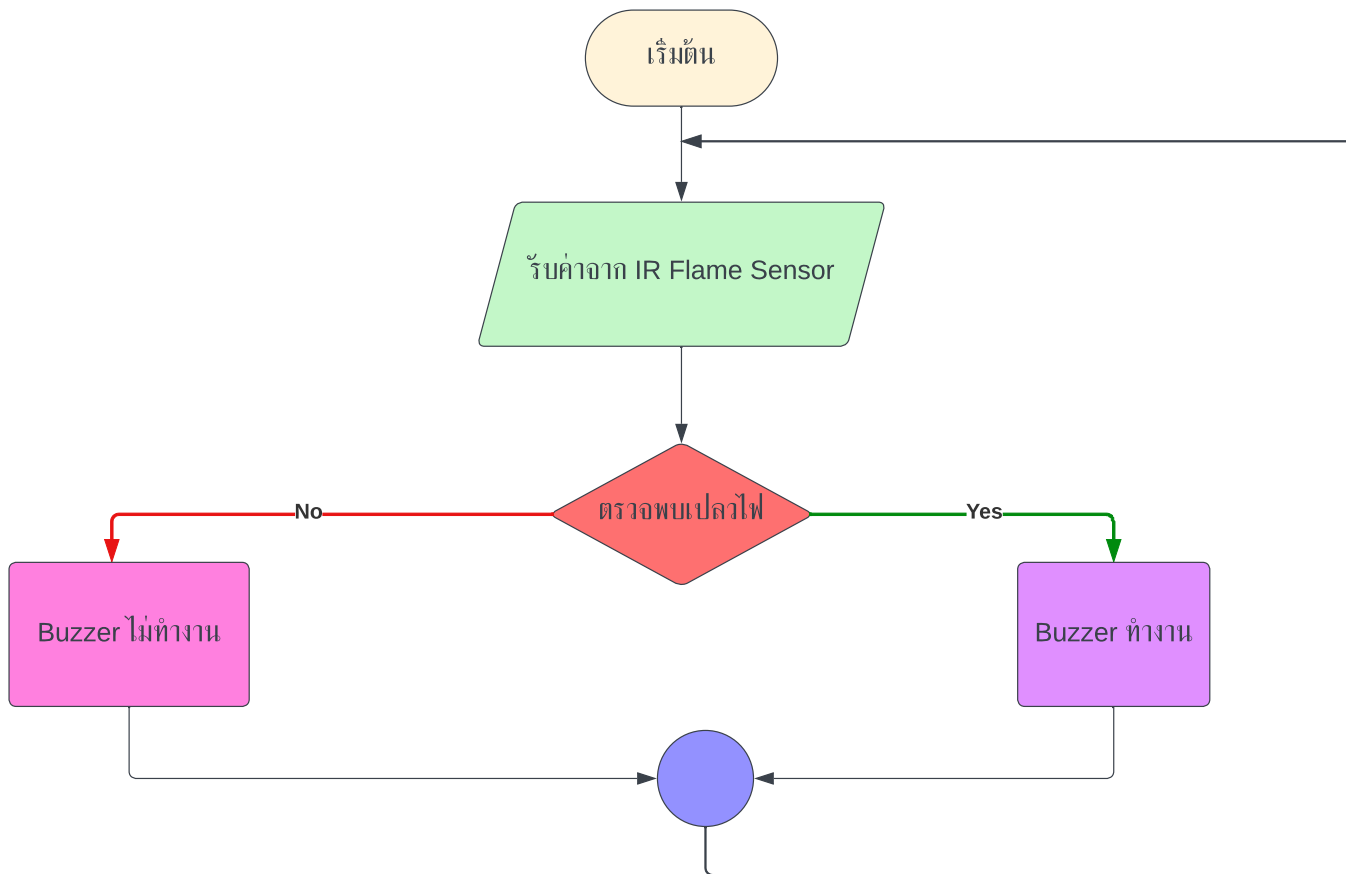 เริ่มต้น
รับค่าจาก IR Flame Sensor
ตรวจพบเปลวไฟ
No
Yes
Buzzer ไม่ทำงาน
Buzzer ทำงาน